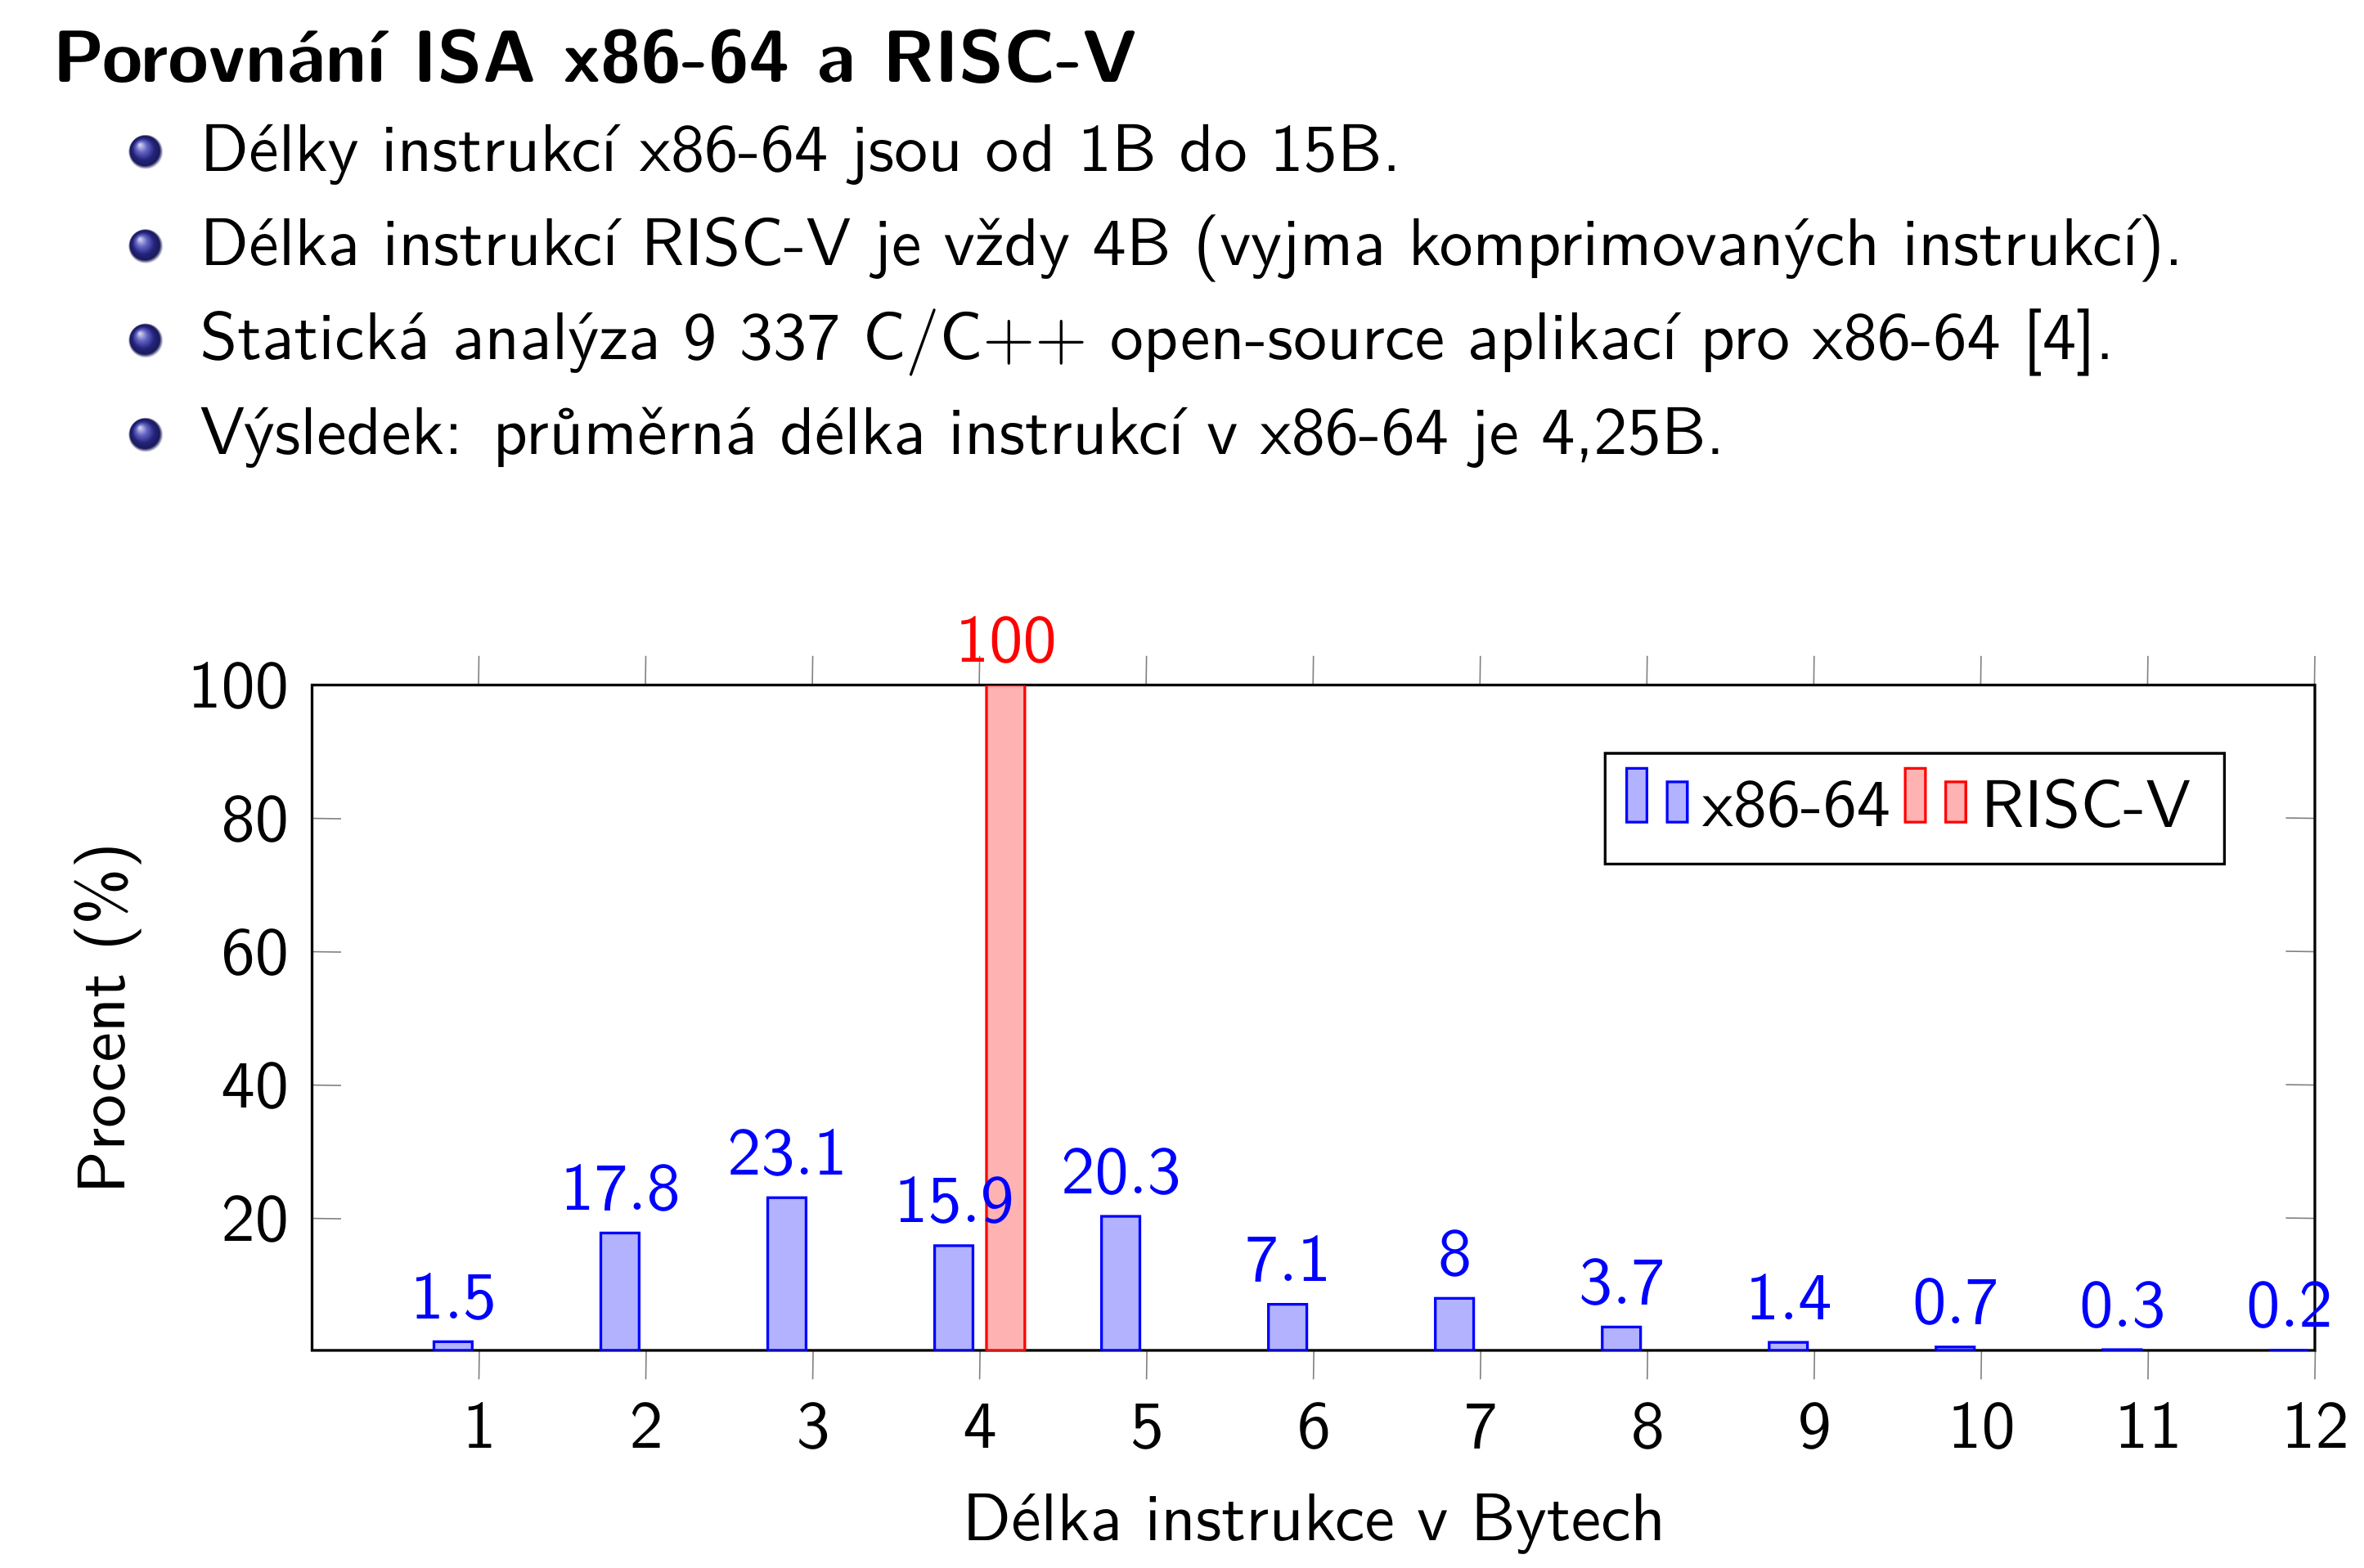 Porovnání ISA x86-64 a RISC-V
Délky instrukcí x86-64 jsou od 1B do 15B.
Délka instrukcí RISC-V je vždy 4B (vyjma komprimovaných instrukcí).
Statická analýza 9 337 C/C++ open-source aplikací pro x86-64 [4].
Výsledek: průměrná délka instrukcí v x86-64 je 4,25B.
100
100
x86-64 RISC-V
80
60
40
20
Procent (%)
1.5 17.8 23.1 15.9 20.3 7.1 8 3.7 1.4 0.7 0.3 0.2
1 2 3 4 5 6 7 8 9 10 11 12
Délka instrukce v Bytech